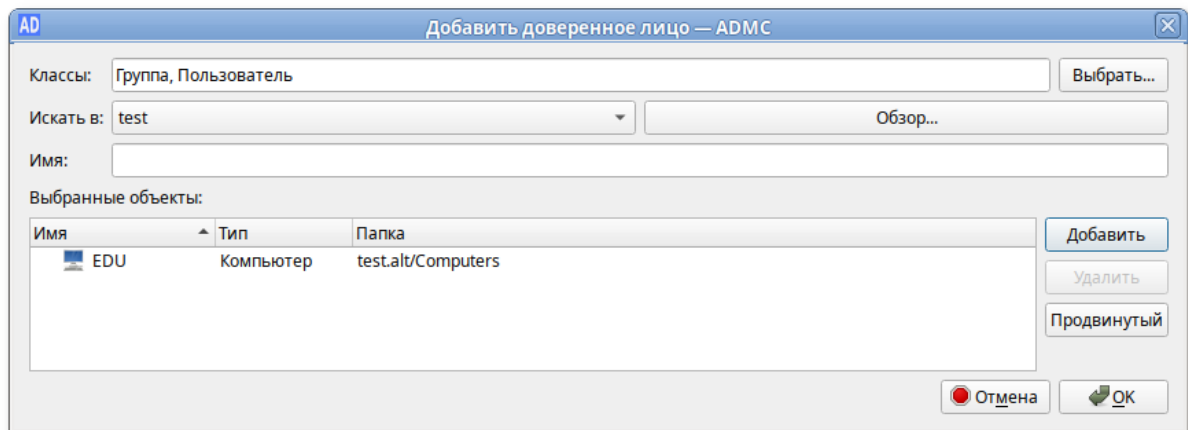 AD Добавить доверенное лицо — ADMC
Классы: Группа, Пользователь Выбрать...
Искать в: test Обзор...
Имя:
Выбранные объекты:
Имя Тип Папка
EDU Компьютер test.alt/Computers
Добавить
Удалить
Продвинутый
Отмена OK